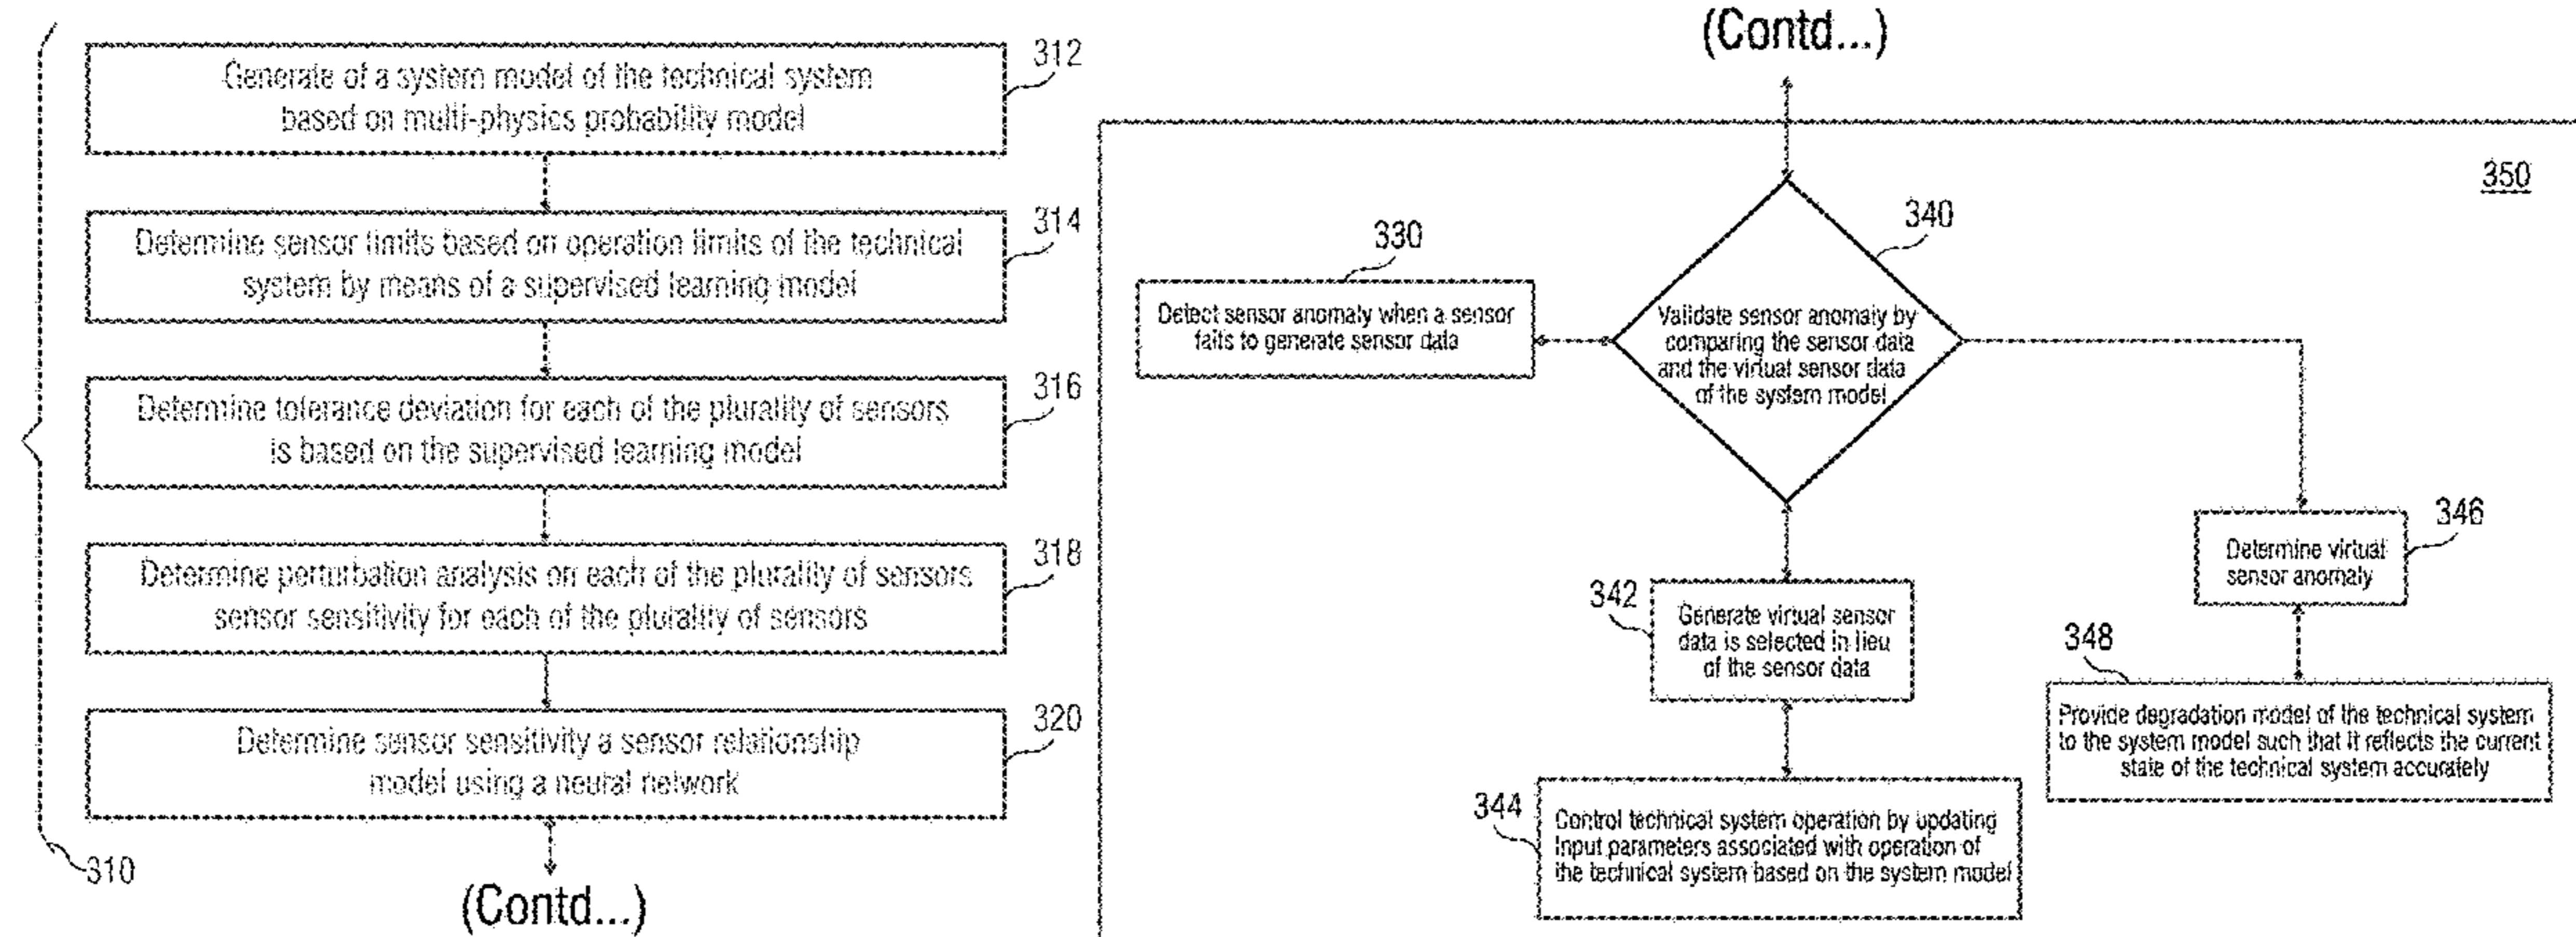 312
Generate of a system model of the technical system
based on multi-physics probability model
314
Determine sensor limits based on operation limits of the technical
system by means of a supervised learning model
316
Determine tolerance deviation for each of the plurality of sensors
is based on the supervised learning model
318
Determine perturbation analysis on each of the plurality of sensors
sensor sensitivity for each of the plurality of sensors
320
Determine sensor sensitivity a sensor relationship
model using a neural network
310
(Contd...)
(Contd...)
350
340
Validate sensor anomaly by
comparing the sensor data
and the virtual sensor data
of the system model
330
Detect sensor anomaly when a sensor
fails to generate sensor data
342
Generate virtual sensor
data is selected in lieu
of the sensor data
344
Control technical system operation by updating
Input parameters associated with operation of
the technical system based on the system model
346
Determine virtual
sensor anomaly
348
Provide degradation model of the technical system
to the system model such that it reflects the current
state of the technical system accurately